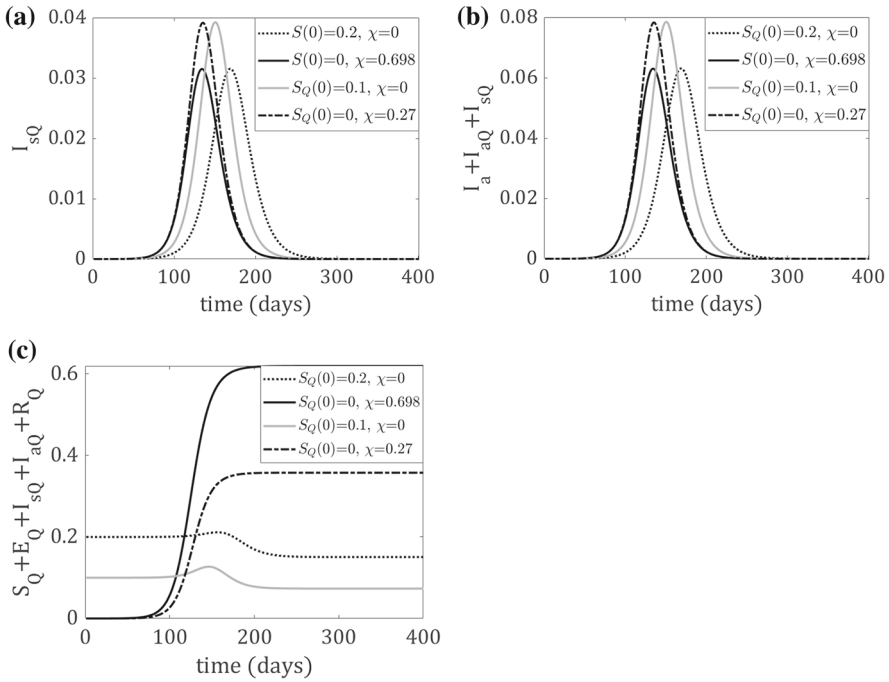 (a)
0.04
0.03
0.02
0.01
0
I_sQ
S(0)=0.2, χ=0
S(0)=0, χ=0.698
S_Q(0)=0.1, χ=0
S_Q(0)=0, χ=0.27
0 100 200 300 400
time (days)
(b)
0.08
0.06
0.04
0.02
0
I_a+I_aQ+I_sQ
S_Q(0)=0.2, χ=0
S(0)=0, χ=0.698
S_Q(0)=0.1, χ=0
S_Q(0)=0, χ=0.27
0 100 200 300 400
time (days)
(c)
0.6
0.4
0.2
0
S_Q+E_Q+I_sQ+I_aQ+R_Q
S_Q(0)=0.2, χ=0
S_Q(0)=0, χ=0.698
S_Q(0)=0.1, χ=0
S_Q(0)=0, χ=0.27
0 100 200 300 400
time (days)